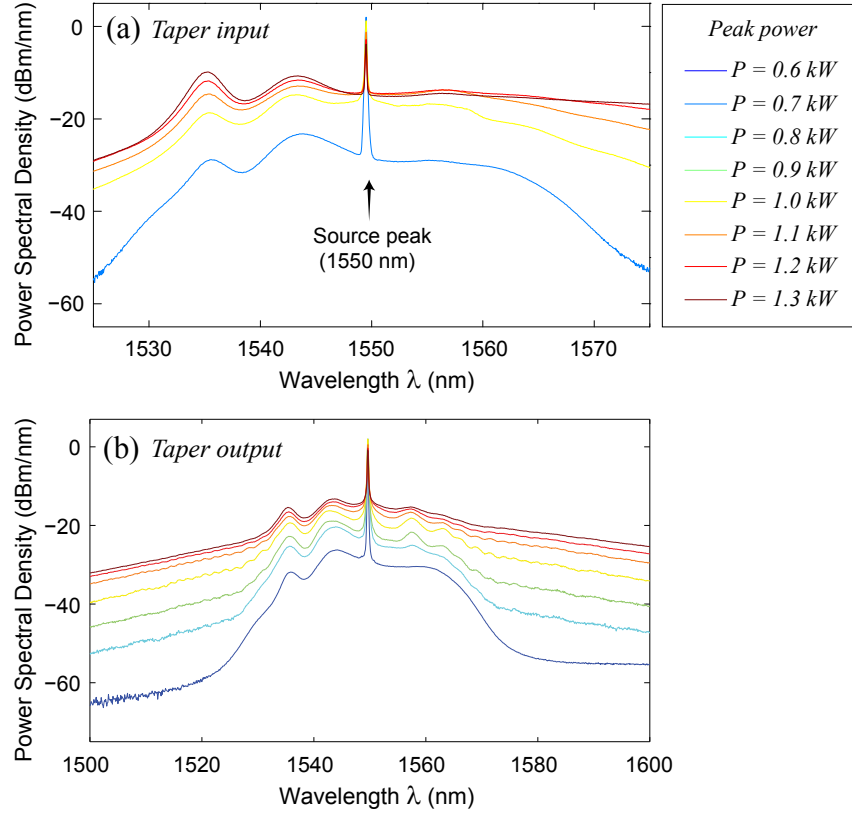 (a) Taper input
Power Spectral Density (dBm/nm)
0
−20
−40
−60
Source peak
(1550 nm)
1530 1540 1550 1560 1570
Wavelength λ (nm)
Peak power
P = 0.6 kW
P = 0.7 kW
P = 0.8 kW
P = 0.9 kW
P = 1.0 kW
P = 1.1 kW
P = 1.2 kW
P = 1.3 kW
(b) Taper output
Power Spectral Density (dBm/nm)
0
−20
−40
−60
1500 1520 1540 1560 1580 1600
Wavelength λ (nm)